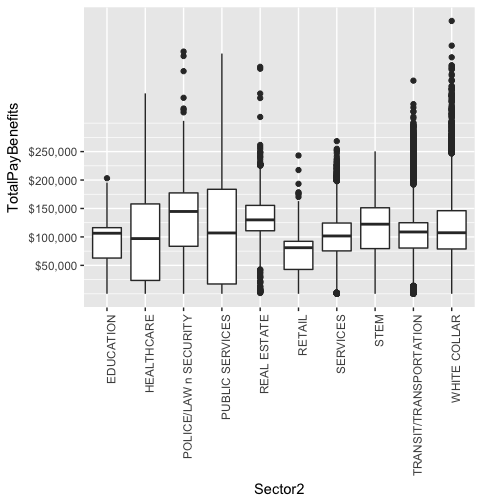 TotalPayBenefits
$250,000
$200,000
$150,000
$100,000
$50,000
EDUCATION
HEALTHCARE
POLICE/LAW n SECURITY
PUBLIC SERVICES
REAL ESTATE
RETAIL
SERVICES
STEM
TRANSIT/TRANSPORTATION
WHITE COLLAR
Sector2